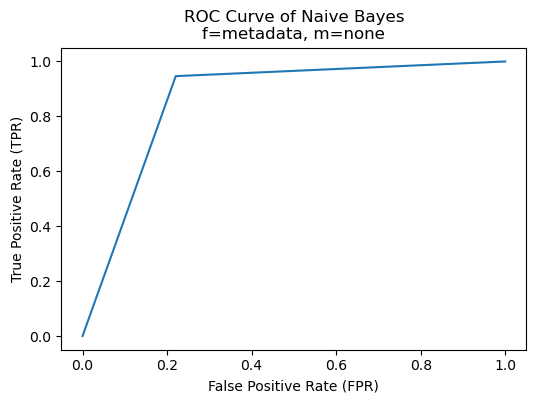 ROC Curve of Naive Bayes
f=metadata, m=none
True Positive Rate (TPR)
1.0
0.8
0.6
0.4
0.2
0.0
0.0 0.2 0.4 0.6 0.8 1.0
False Positive Rate (FPR)